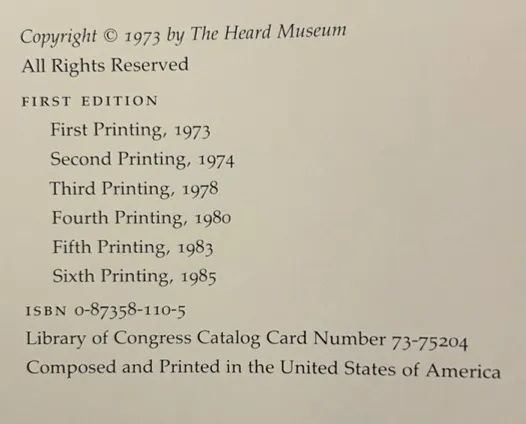 Copyright © 1973 by The Heard Museum
All Rights Reserved
FIRST EDITION
First Printing, 1973
Second Printing, 1974
Third Printing, 1978
Fourth Printing, 1980
Fifth Printing, 1983
Sixth Printing, 1985
ISBN 0-87358-110-5
Library of Congress Catalog Card Number 73-75204
Composed and Printed in the United States of America